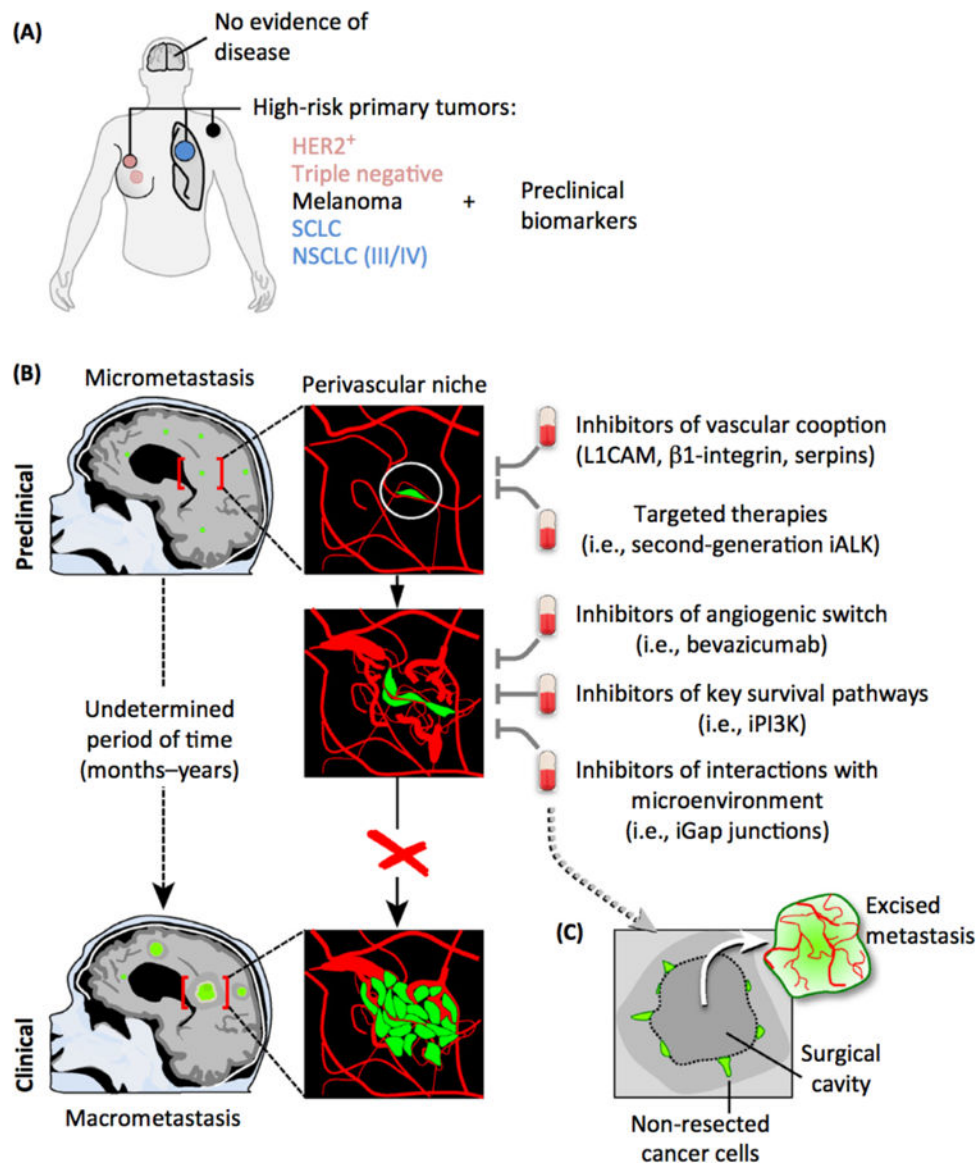 (A)
No evidence of
disease
High-risk primary tumors:
HER2+
Triple negative
Melanoma + Preclinical
biomarkers
SCLC
NSCLC (III/IV)
(B)
Micrometastasis
Perivascular niche
Preclinical
Inhibitors of vascular cooption
(L1CAM, β1-integrin, serpins)
Targeted therapies
(i.e., second-generation iALK)
Inhibitors of angiogenic switch
(i.e., bevazicumab)
Undetermined
period of time
(months–years)
Inhibitors of key survival pathways
(i.e., iPI3K)
Inhibitors of interactions with
microenvironment
(i.e., iGap junctions)
Clinical
Macrometastasis
(C)
Excised
metastasis
Surgical
cavity
Non-resected
cancer cells